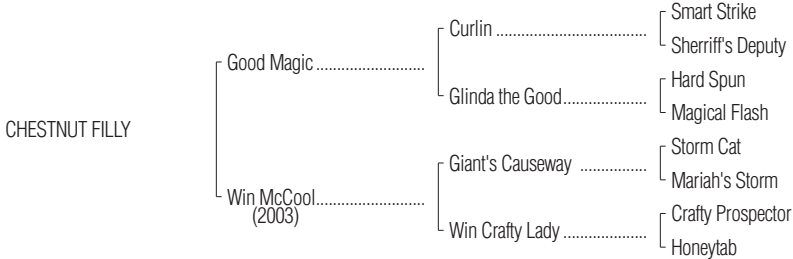 Smart Strike
Curlin ....................................
Sherriff's Deputy
Good Magic ..........................
Hard Spun
Glinda the Good....................
Magical Flash
CHESTNUT FILLY
Storm Cat
Giant's Causeway ................
Mariah's Storm
Win McCool..........................
(2003)
Crafty Prospector
Win Crafty Lady ....................
Honeytab